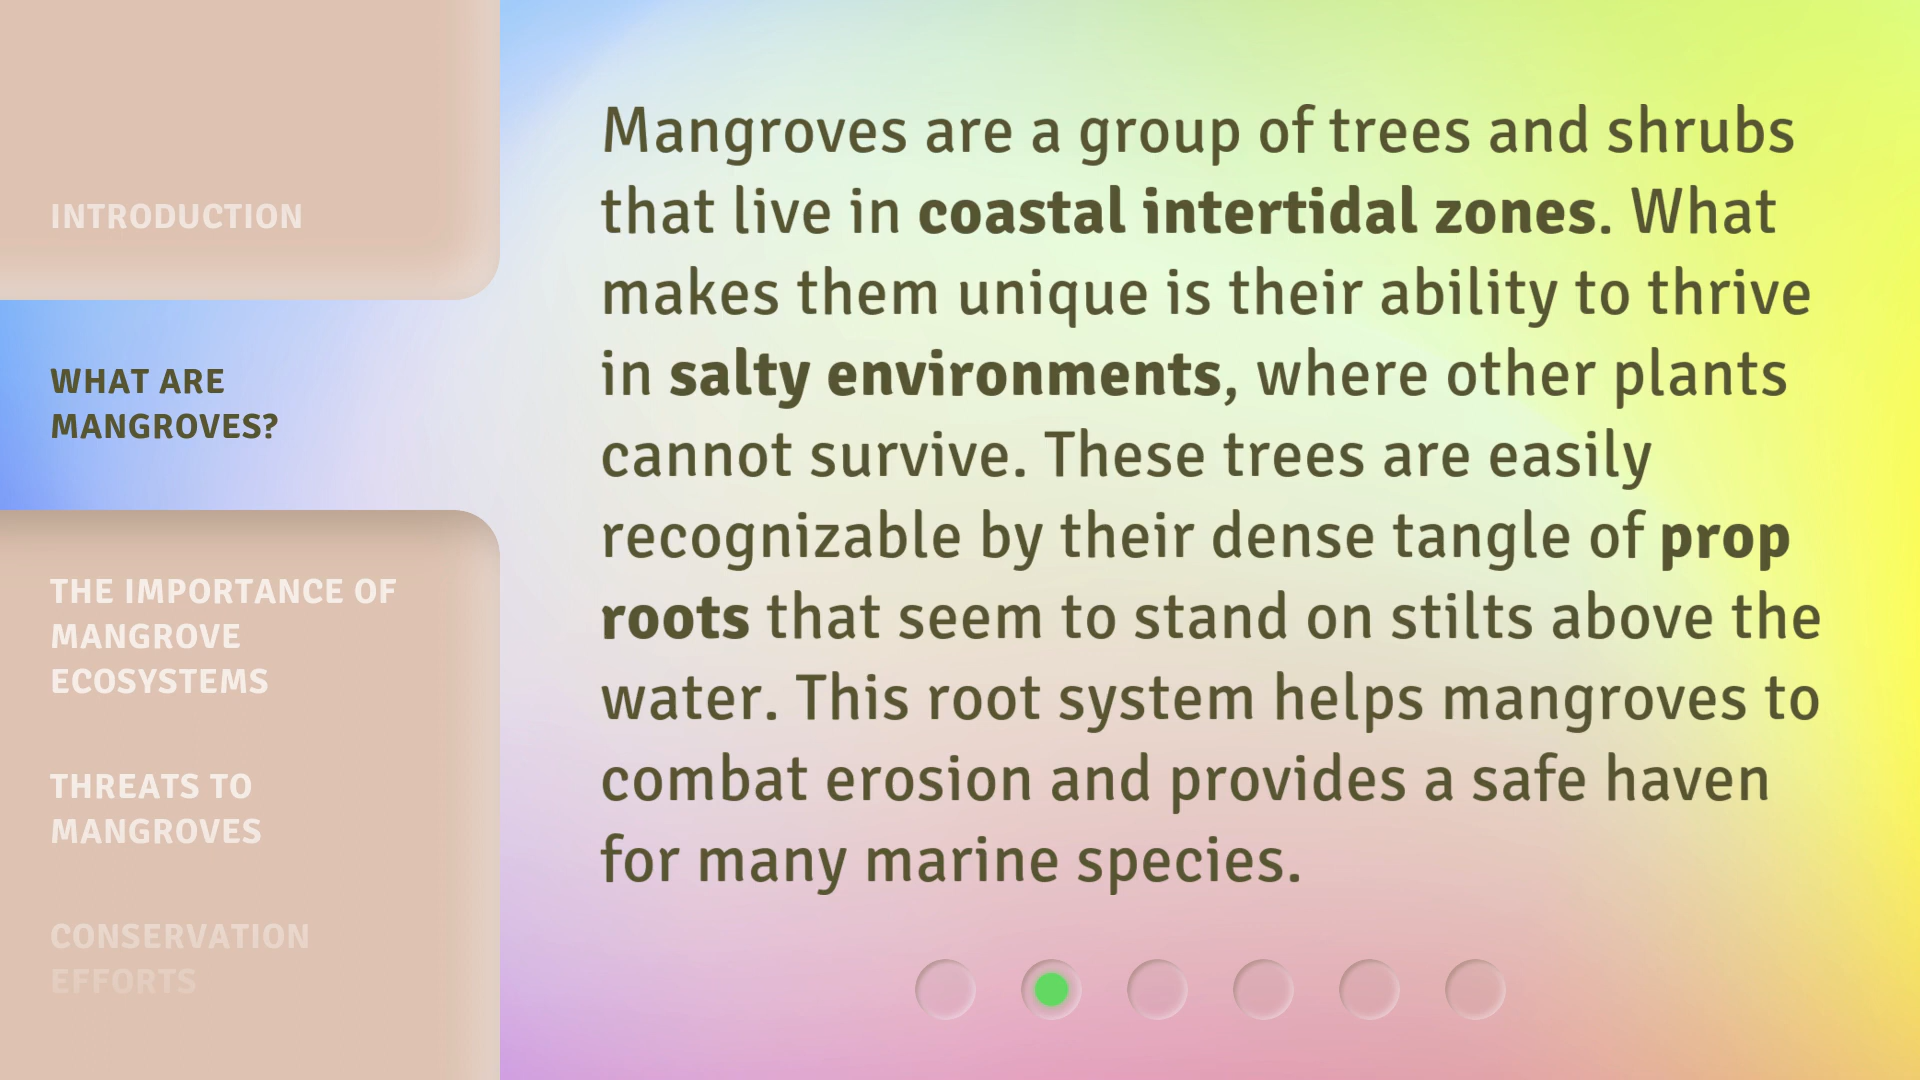 INTRODUCTION
WHAT ARE
MANGROVES?
THE IMPORTANCE OF
MANGROVE
ECOSYSTEMS
THREATS TO
MANGROVES
CONSERVATION
EFFORTS
Mangroves are a group of trees and shrubs
that live in coastal intertidal zones. What
makes them unique is their ability to thrive
in salty environments, where other plants
cannot survive. These trees are easily
recognizable by their dense tangle of prop
roots that seem to stand on stilts above the
water. This root system helps mangroves to
combat erosion and provides a safe haven
for many marine species.